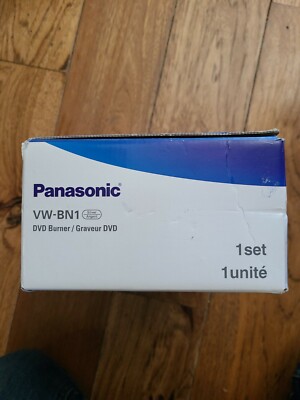 Panasonic
VW-BN1
DVD Burner / Graveur DVD
1set
1unité